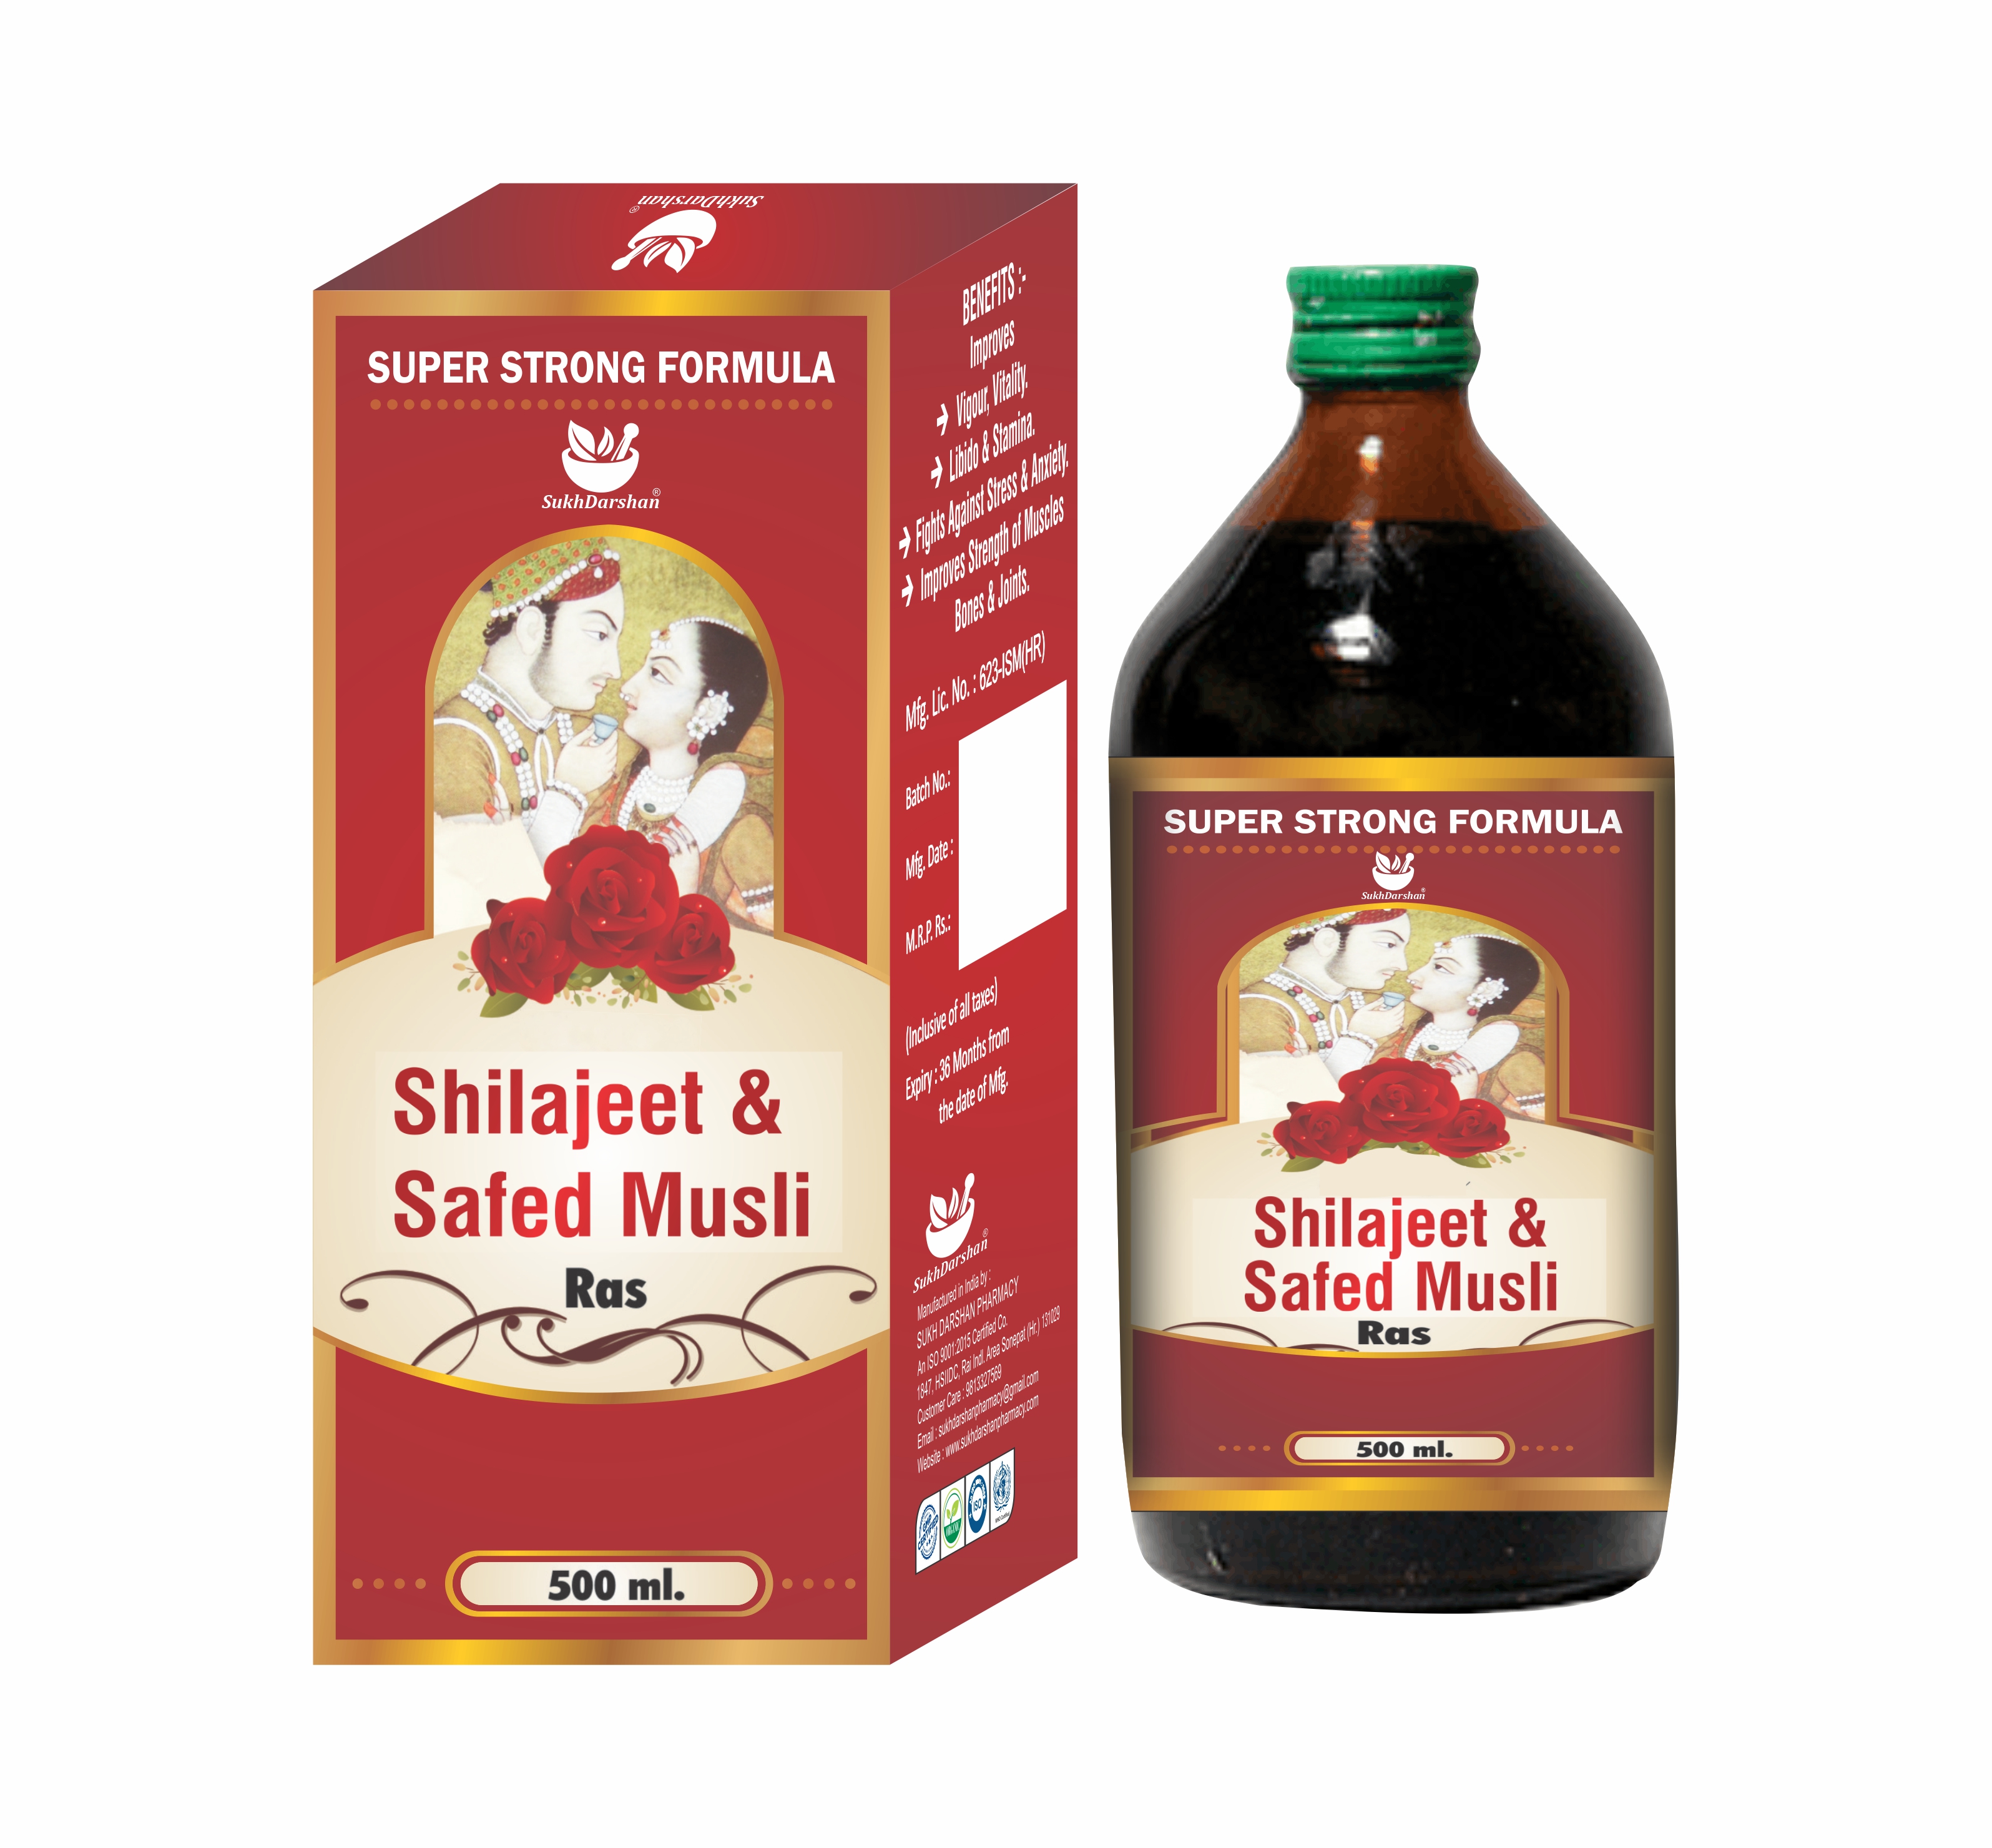 SukhDarshan®
SUPER STRONG FORMULA
SukhDarshan®
Shilajeet &
Safed Musli
Ras
500 ml.
BENEFITS :-
Improves
→ Vigour, Vitality.
→ Libido & Stamina.
→ Fights Against Stress & Anxiety.
→ Improves Strength of Muscles
Bones & Joints.
Mfg. Lic. No. : 623-ISM(HR)
Batch No.:
Mfg. Date :
M.R.P. Rs.:
(Inclusive of all taxes)
Expiry : 36 Months from
the date of Mfg.
SukhDarshan®
Manufactured in India by :
SUKH DARSHAN PHARMACY
An ISO 9001:2015 Certified Co.
1847, HSIIDC, Rai Indl. Area Sonepat (Hr.) 131029
Customer Care : 9813327569
Email : sukhdarshanpharmacy@gmail.com
Website : www.sukhdarshanpharmacy.com
GMP
CERTIFIED
ISO
SUPER STRONG FORMULA
SukhDarshan®
Shilajeet &
Safed Musli
Ras
500 ml.